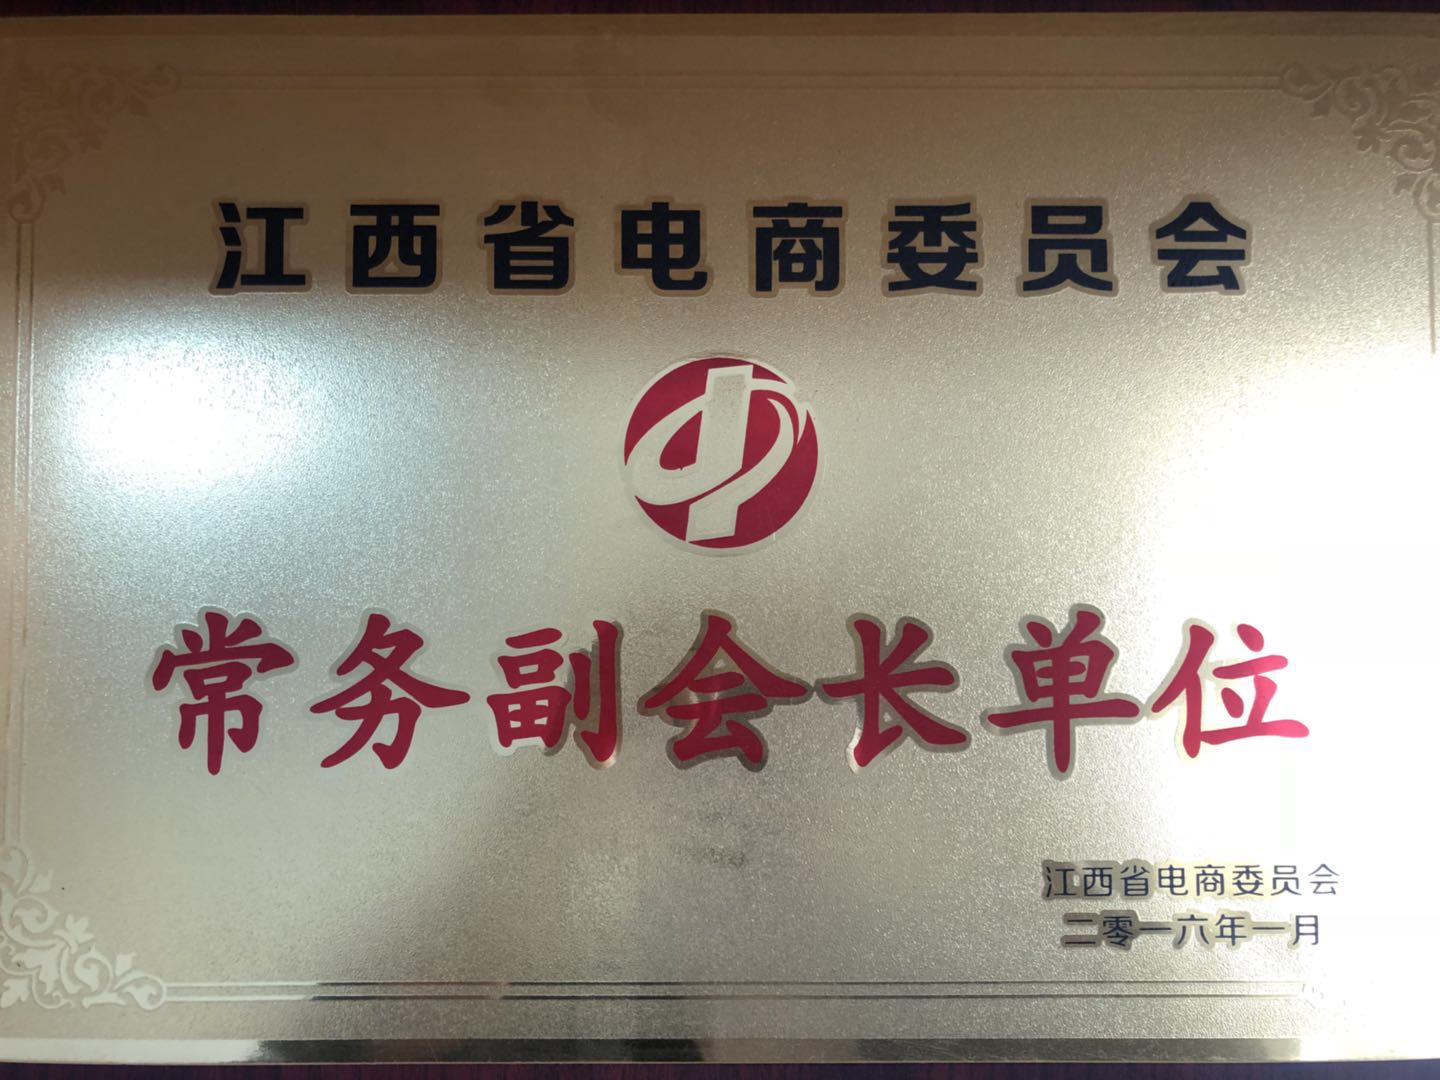 江西省电商委员会
常务副会长单位
江西省电商委员会
二零一六年一月